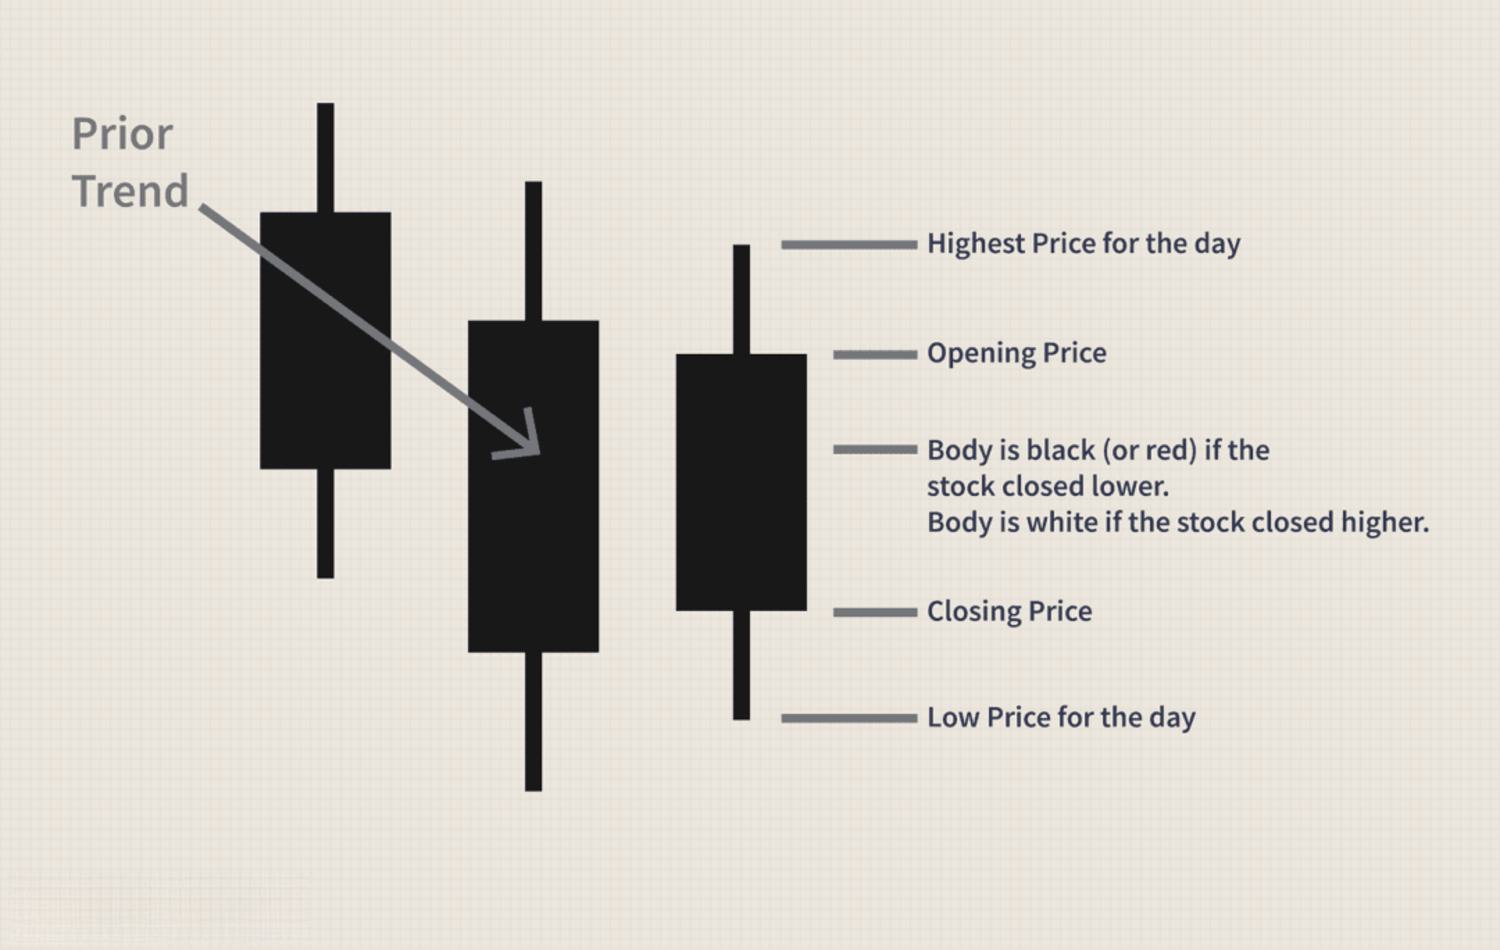 Prior
Trend
Highest Price for the day
Opening Price
Body is black (or red) if the
stock closed lower.
Body is white if the stock closed higher.
Closing Price
Low Price for the day